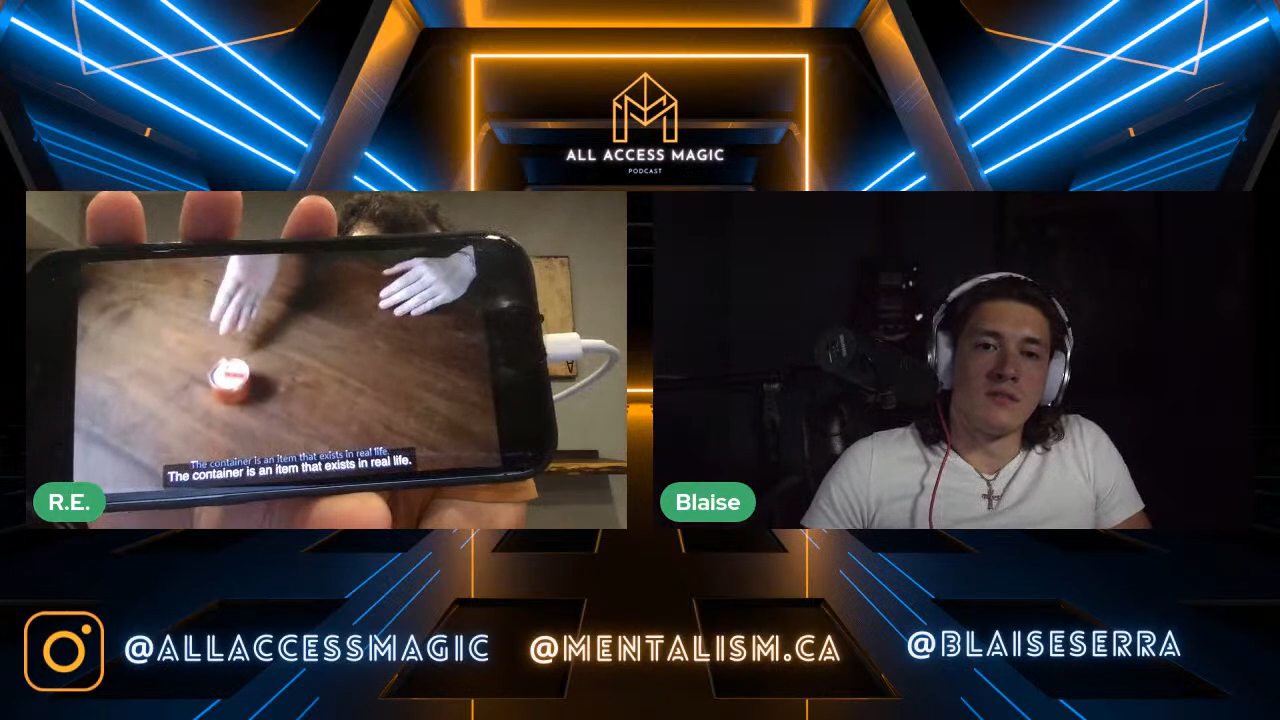 ALL ACCESS MAGIC
PODCAST
The container is an item that exists in real life.
The container is an item that exists in real life.
R.E.
Blaise
@ALLACCESSMAGIC
@MENTALISM.CA
@BLAISESERRA